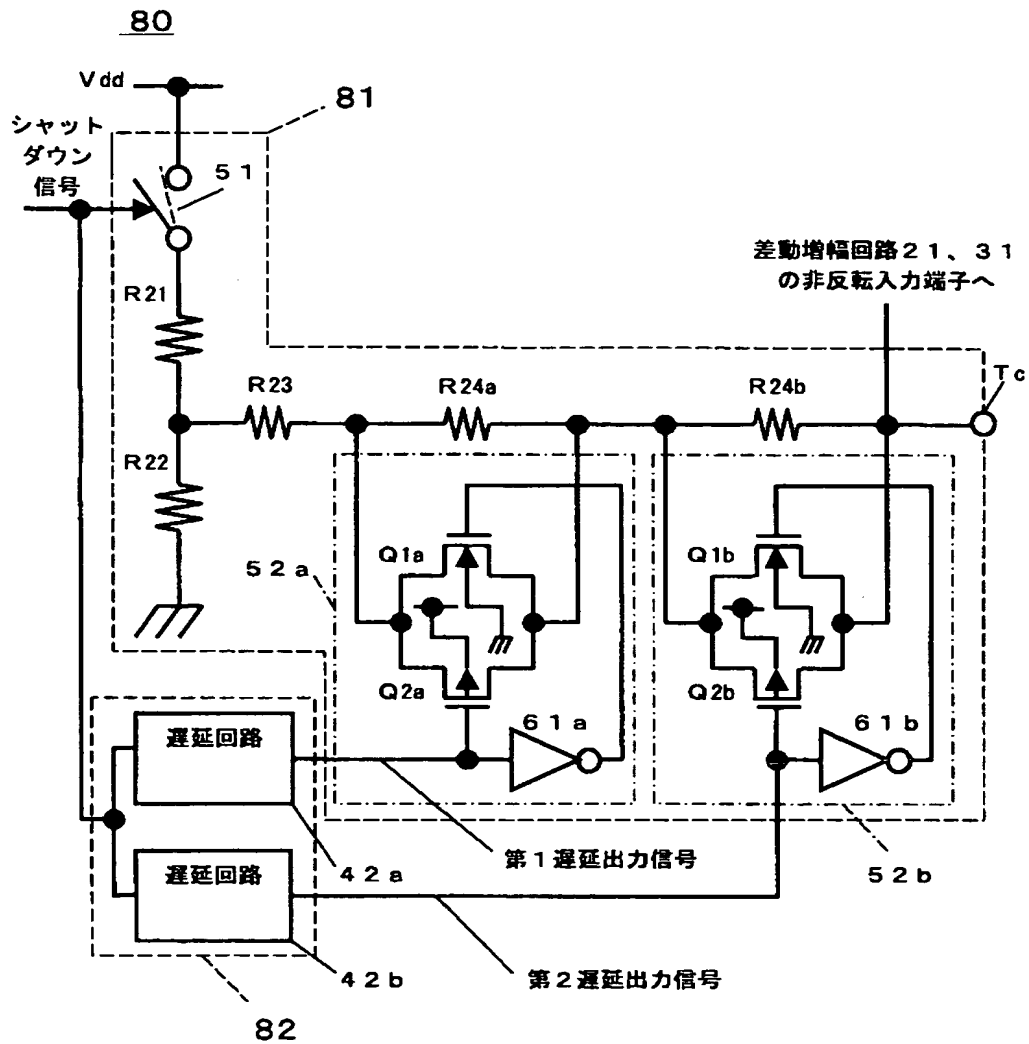 80
Vdd
81
シャット
ダウン
信号
51
差動増幅回路21、31
の非反転入力端子へ
R21
Tc
R23
R24a
R24b
R22
Q1a
Q1b
52a
Q2a
Q2b
61a
61b
遅延回路
第1遅延出力信号
42a
52b
遅延回路
42b
第2遅延出力信号
82